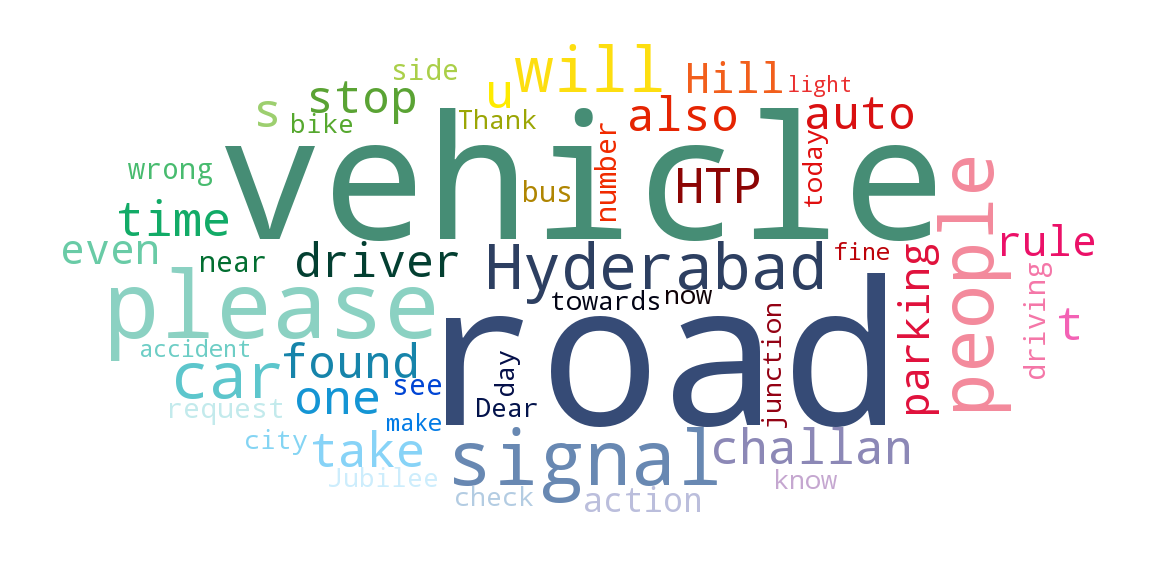 side
will
Hill
light
stop
u
s
bike
Thank
also
auto
vehicle
number
today
wrong
bus
HTP
people
time
even
near
driver
Hyderabad
fine
rule
please
towards
now
road
parking
driving
t
accident
found
car
see
day
junction
one
request
make
Dear
city
take
signal
challan
Jubilee
check
action
know